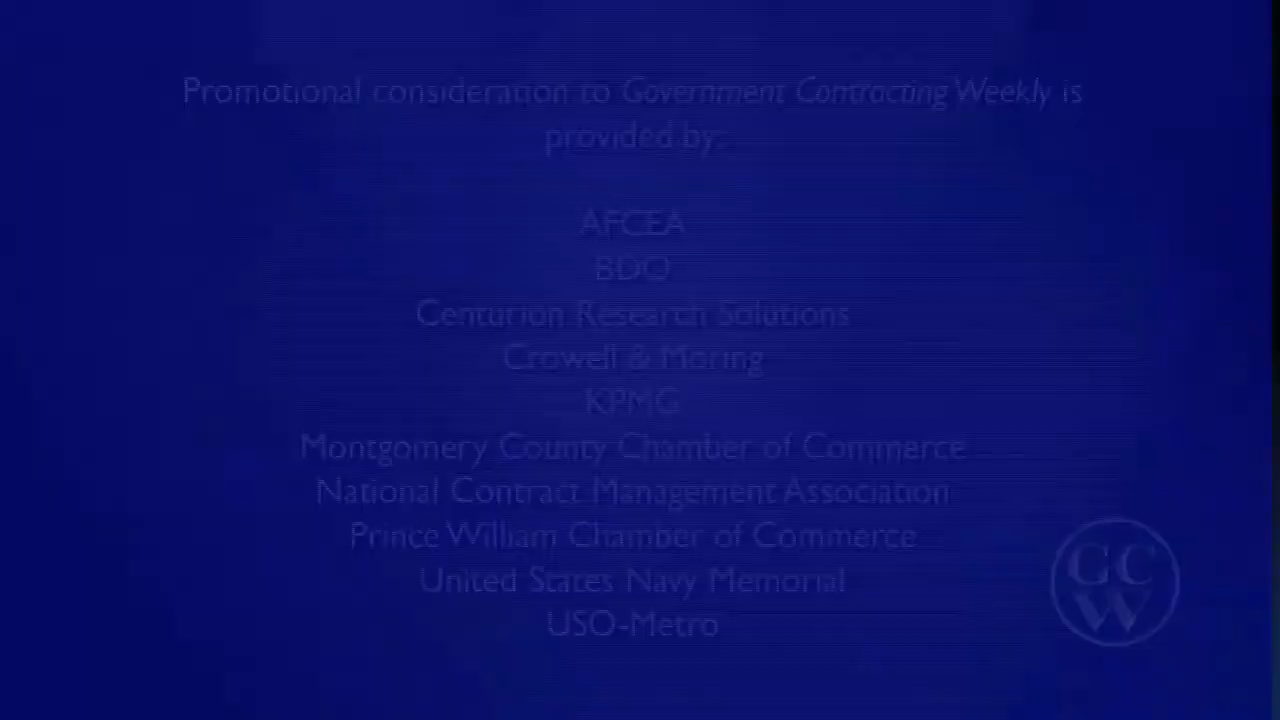 Promotional consideration to Government Contracting Weekly is
provided by:
AFCEA
BDO
Centurion Research Solutions
Crowell & Moring
KPMG
Montgomery County Chamber of Commerce
National Contract Management Association
Prince William Chamber of Commerce
United States Navy Memorial
USO-Metro
GC
W